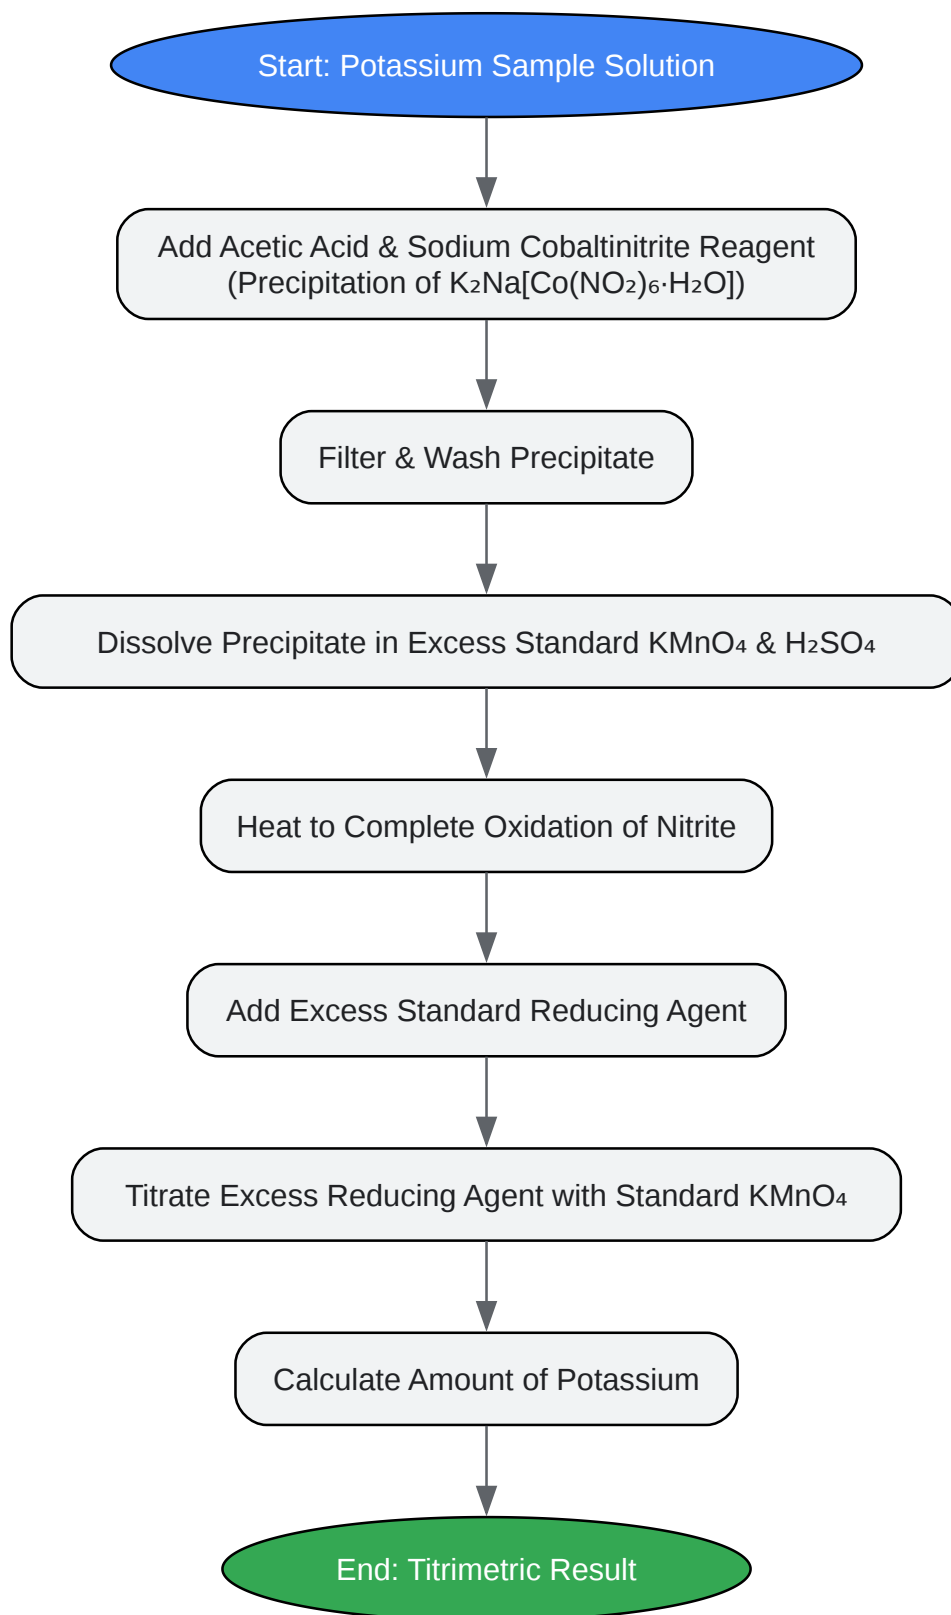 Start: Potassium Sample Solution
Add Acetic Acid & Sodium Cobaltinitrite Reagent
(Precipitation of K₂Na[Co(NO₂)₆·H₂O])
Filter & Wash Precipitate
Dissolve Precipitate in Excess Standard KMnO₄ & H₂SO₄
Heat to Complete Oxidation of Nitrite
Add Excess Standard Reducing Agent
Titrate Excess Reducing Agent with Standard KMnO₄
Calculate Amount of Potassium
End: Titrimetric Result